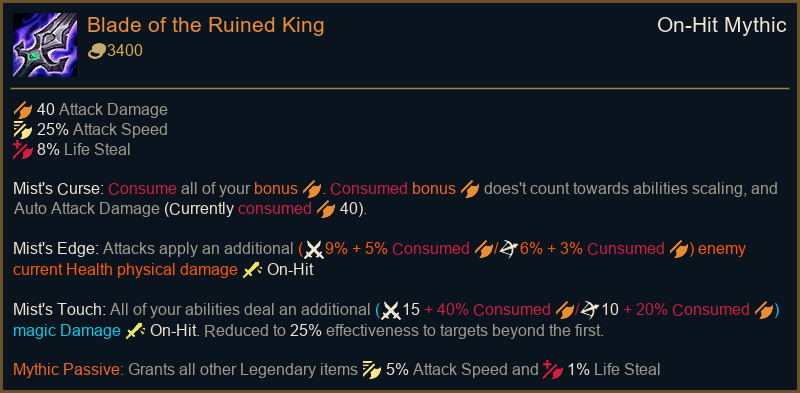 Blade of the Ruined King
On-Hit Mythic
3400
40 Attack Damage
25% Attack Speed
8% Life Steal
Mist's Curse: Consume all of your bonus . Consumed bonus does't count towards abilities scaling, and
Auto Attack Damage (Currently consumed 40).
Mist's Edge: Attacks apply an additional (9% + 5% Consumed /6% + 3% Cunsumed ) enemy
current Health physical damage On-Hit
Mist's Touch: All of your abilities deal an additional (15 + 40% Consumed /10 + 20% Consumed )
magic Damage On-Hit. Reduced to 25% effectiveness to targets beyond the first.
Mythic Passive: Grants all other Legendary items 5% Attack Speed and 1% Life Steal